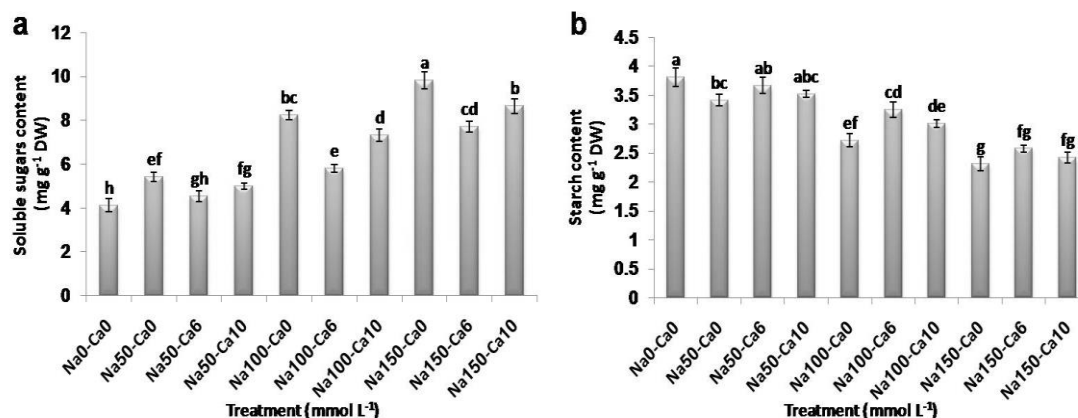 a
Soluble sugars content
(mg g⁻¹ DW)
12
10
8
6
4
2
0
h
ef
gh
fg
bc
e
d
a
cd
b
Na0-Ca0
Na50-Ca0
Na50-Ca6
Na50-Ca10
Na100-Ca0
Na100-Ca6
Na100-Ca10
Na150-Ca0
Na150-Ca6
Na150-Ca10
Treatment (mmol L⁻¹)
b
Starch content
(mg g⁻¹ DW)
4.5
4
3.5
3
2.5
2
1.5
1
0.5
0
a
bc
ab
abc
ef
cd
de
g
fg
fg
Na0-Ca0
Na50-Ca0
Na50-Ca6
Na50-Ca10
Na100-Ca0
Na100-Ca6
Na100-Ca10
Na150-Ca0
Na150-Ca6
Na150-Ca10
Treatment (mmol L⁻¹)